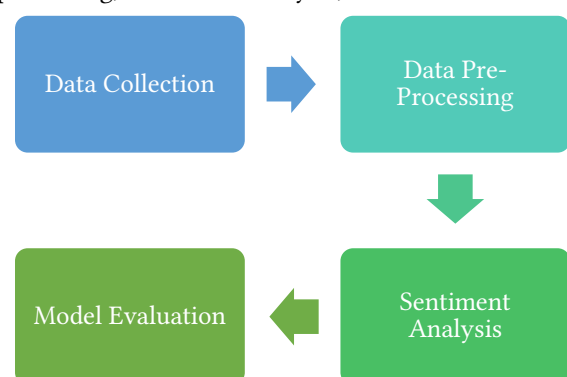 Data Collection
Data Pre-
Processing
Sentiment
Analysis
Model Evaluation